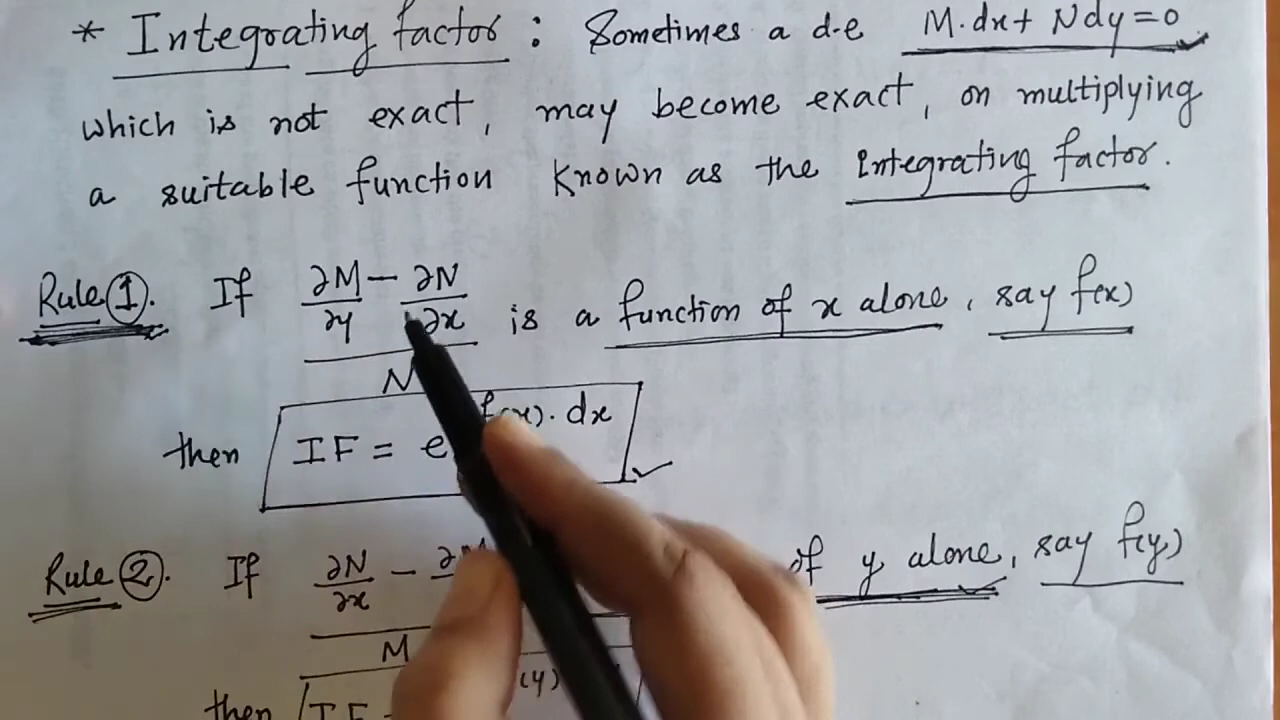 * Integrating factor : Sometimes a d.e M.dx + Ndy = 0
which is not exact, may become exact, on multiplying
a suitable function known as the Integrating factor.
Rule ①. If ∂M/∂y − ∂N/∂x is a function of x alone, say f(x)
N
then IF = e f(x). dx
Rule ②. If ∂N/∂x − of y alone, say f(y)
M
(y)
then IF